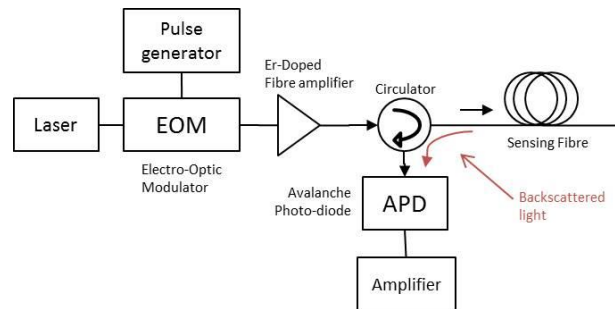 Pulse
generator
Er-Doped
Fibre amplifier
Laser
EOM
Electro-Optic
Modulator
Circulator
Sensing Fibre
Avalanche
Photo-diode
APD
Backscattered
light
Amplifier